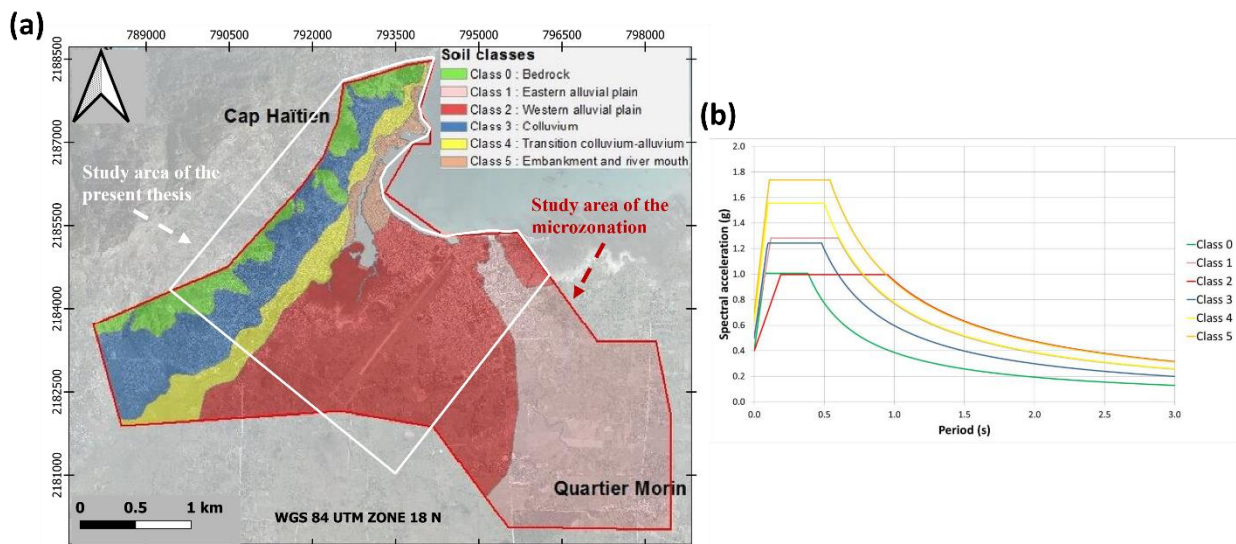 (a)
789000 790500 792000 793500 795000 796500 798000
2188500
2187000
2185500
2184000
2182500
2181000
Soil classes
Class 0 : Bedrock
Class 1 : Eastern alluvial plain
Class 2 : Western alluvial plain
Class 3 : Colluvium
Class 4 : Transition colluvium-alluvium
Class 5 : Embankment and river mouth
Cap Haïtien
Study area of the
present thesis
Study area of the
microzonation
Quartier Morin
0 0.5 1 km
WGS 84 UTM ZONE 18 N
(b)
Spectral acceleration (g)
2.0
1.8
1.6
1.4
1.2
1.0
0.8
0.6
0.4
0.2
0.0
0.0 0.5 1.0 1.5 2.0 2.5 3.0
Period (s)
Class 0
Class 1
Class 2
Class 3
Class 4
Class 5